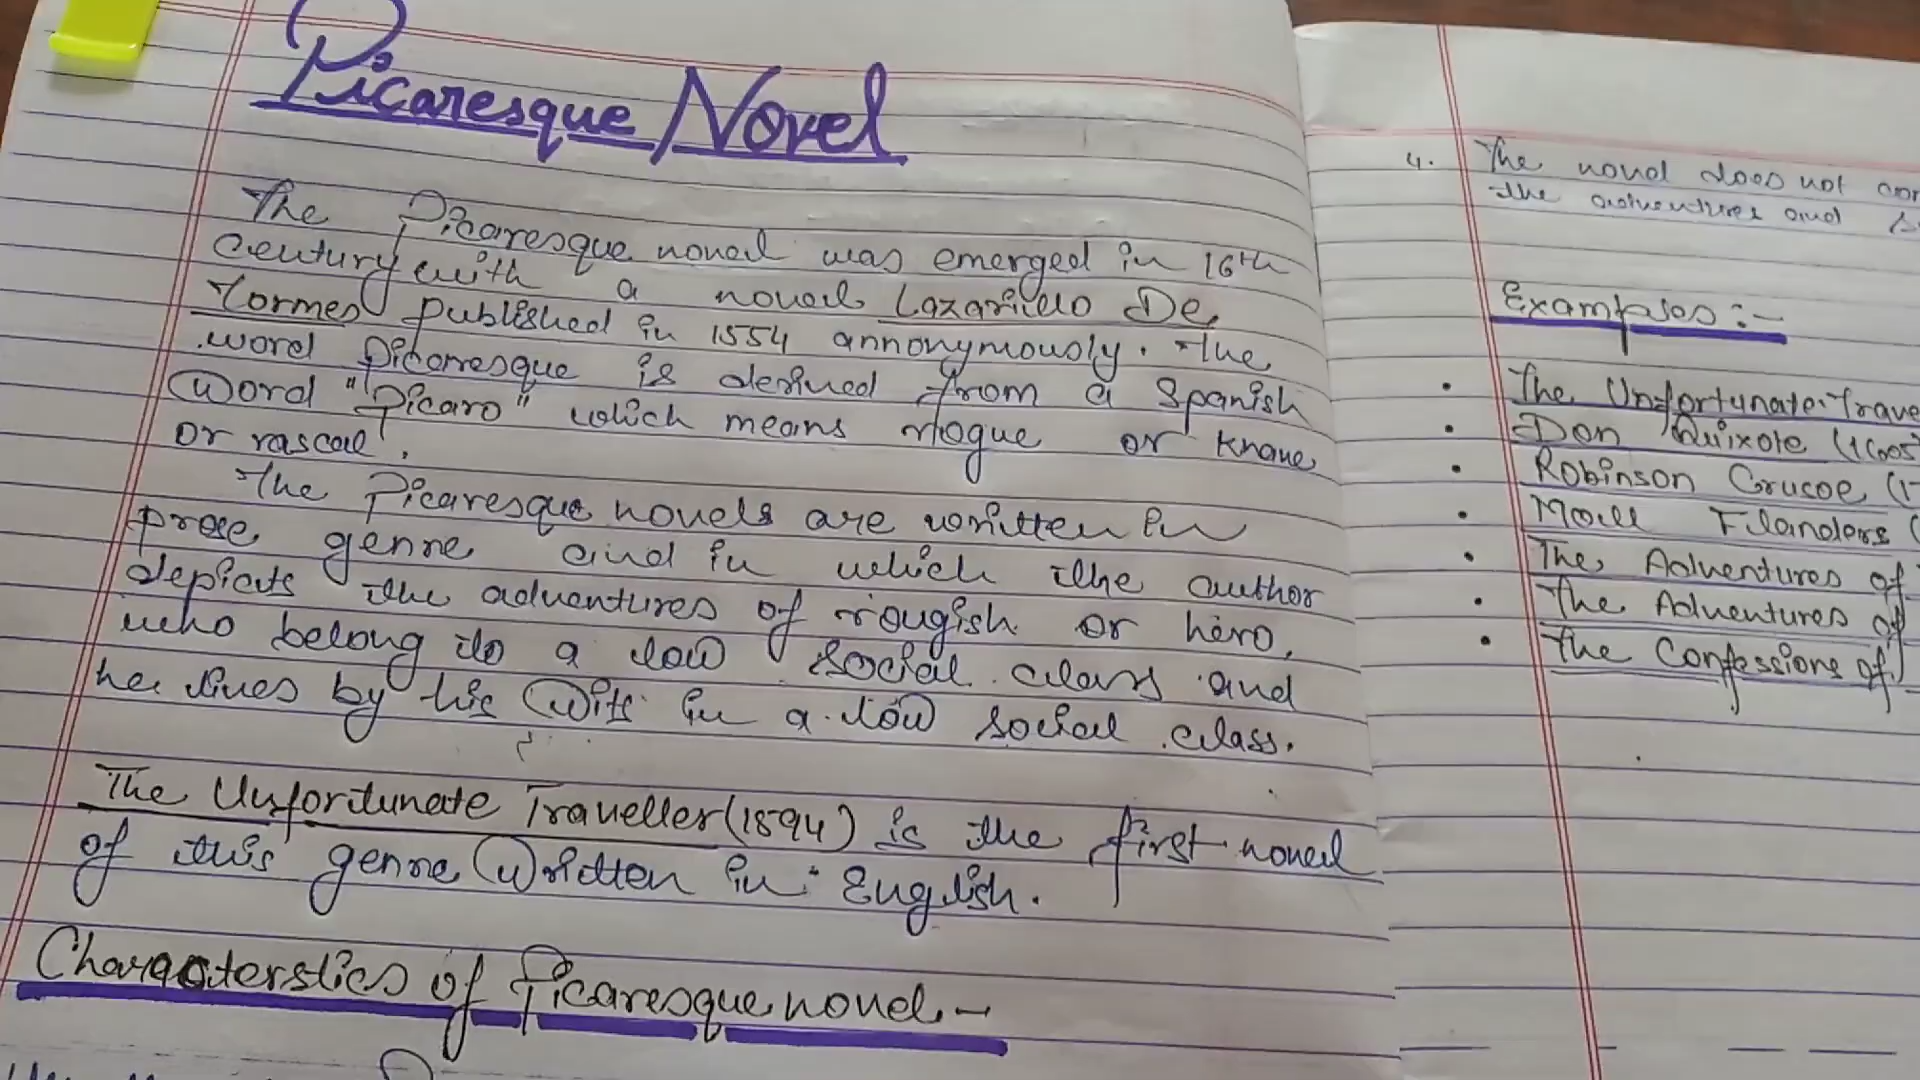 Picaresque Novel
The Picaresque novel was emerged in 16th
century with a novel Lazarillo De
Tormes published in 1554 annonymously. The
word Picaresque is derived from a Spanish
word "Picaro" which means rogue or knave
or rascal.
The Picaresque novels are written in
prose genre and in which the author
depicts the adventures of rougish or hero,
who belong to a low social class and
he lives by his wits in a low social class.
The Unfortunate Traveller (1594) is the first novel
of this genre written in English.
Characterstics of Picaresque novel -
4. The novel does not
the adventures and
Examples :-
• The Unfortunate Trave
• Don Quixote (1605
• Robinson Crusoe (1
• Moll Flanders (
• The Adventures of
• The Adventures of
• The Confessions of